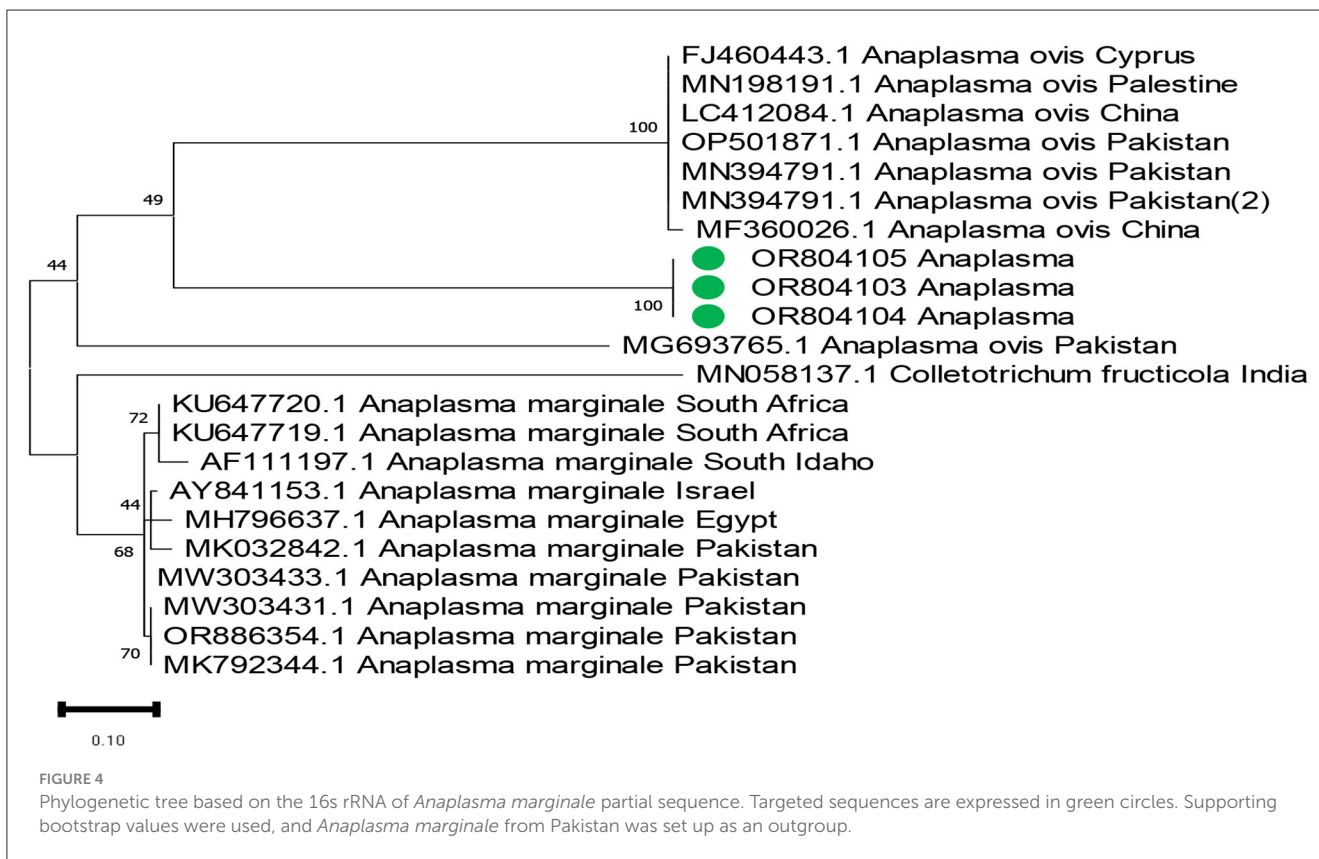 FJ460443.1 Anaplasma ovis Cyprus
MN198191.1 Anaplasma ovis Palestine
LC412084.1 Anaplasma ovis China
100
OP501871.1 Anaplasma ovis Pakistan
MN394791.1 Anaplasma ovis Pakistan
49
MN394791.1 Anaplasma ovis Pakistan(2)
MF360026.1 Anaplasma ovis China
44
OR804105 Anaplasma
OR804103 Anaplasma
100
OR804104 Anaplasma
MG693765.1 Anaplasma ovis Pakistan
MN058137.1 Colletotrichum fructicola India
KU647720.1 Anaplasma marginale South Africa
72
KU647719.1 Anaplasma marginale South Africa
AF111197.1 Anaplasma marginale South Idaho
AY841153.1 Anaplasma marginale Israel
44
MH796637.1 Anaplasma marginale Egypt
68
MK032842.1 Anaplasma marginale Pakistan
MW303433.1 Anaplasma marginale Pakistan
MW303431.1 Anaplasma marginale Pakistan
OR886354.1 Anaplasma marginale Pakistan
70
MK792344.1 Anaplasma marginale Pakistan
0.10
FIGURE 4
Phylogenetic tree based on the 16s rRNA of Anaplasma marginale partial sequence. Targeted sequences are expressed in green circles. Supporting
bootstrap values were used, and Anaplasma marginale from Pakistan was set up as an outgroup.